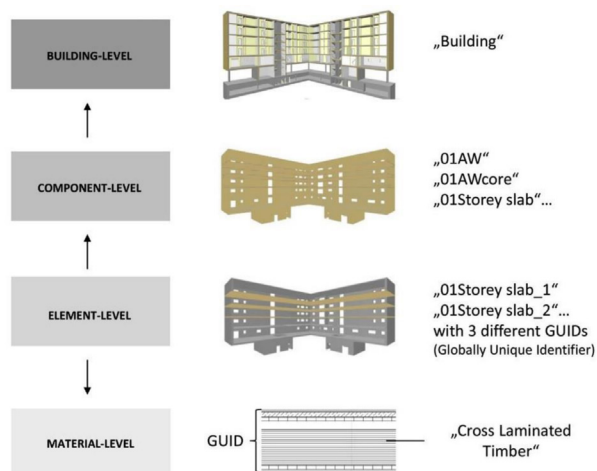 BUILDING-LEVEL
„Building“
COMPONENT-LEVEL
„01AW“
„01AWcore“
„01Storey slab“...
ELEMENT-LEVEL
„01Storey slab_1“
„01Storey slab_2“...
with 3 different GUIDs
(Globally Unique Identifier)
MATERIAL-LEVEL
GUID
„Cross Laminated
Timber“